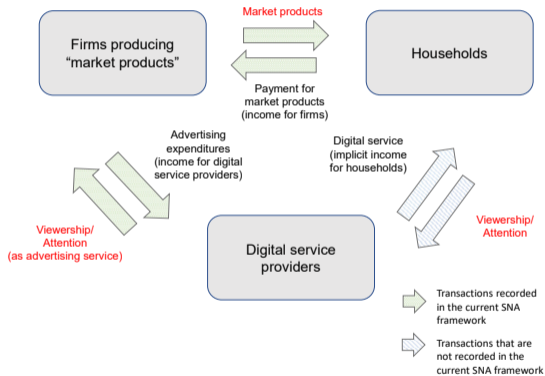 Market products
Firms producing
“market products”
Households
Payment for
market products
(income for firms)
Advertising
expenditures
(income for digital
service providers)
Digital service
(implicit income
for households)
Viewership/
Attention
(as advertising service)
Viewership/
Attention
Digital service
providers
Transactions recorded
in the current SNA
framework
Transactions that are
not recorded in the
current SNA framework